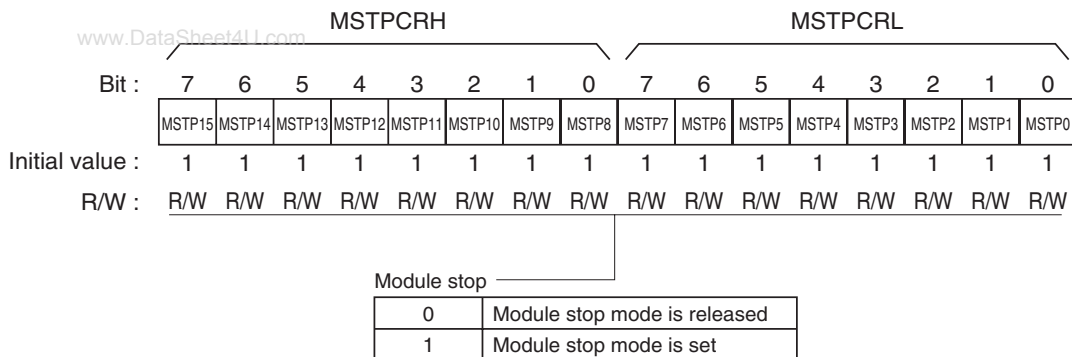 MSTPCRH MSTPCRL
www.DataSheet4U.com
Bit : 7 6 5 4 3 2 1 0 7 6 5 4 3 2 1 0
MSTP15 MSTP14 MSTP13 MSTP12 MSTP11 MSTP10 MSTP9 MSTP8 MSTP7 MSTP6 MSTP5 MSTP4 MSTP3 MSTP2 MSTP1 MSTP0
Initial value : 1 1 1 1 1 1 1 1 1 1 1 1 1 1 1 1
R/W : R/W R/W R/W R/W R/W R/W R/W R/W R/W R/W R/W R/W R/W R/W R/W R/W
Module stop
0 Module stop mode is released
1 Module stop mode is set